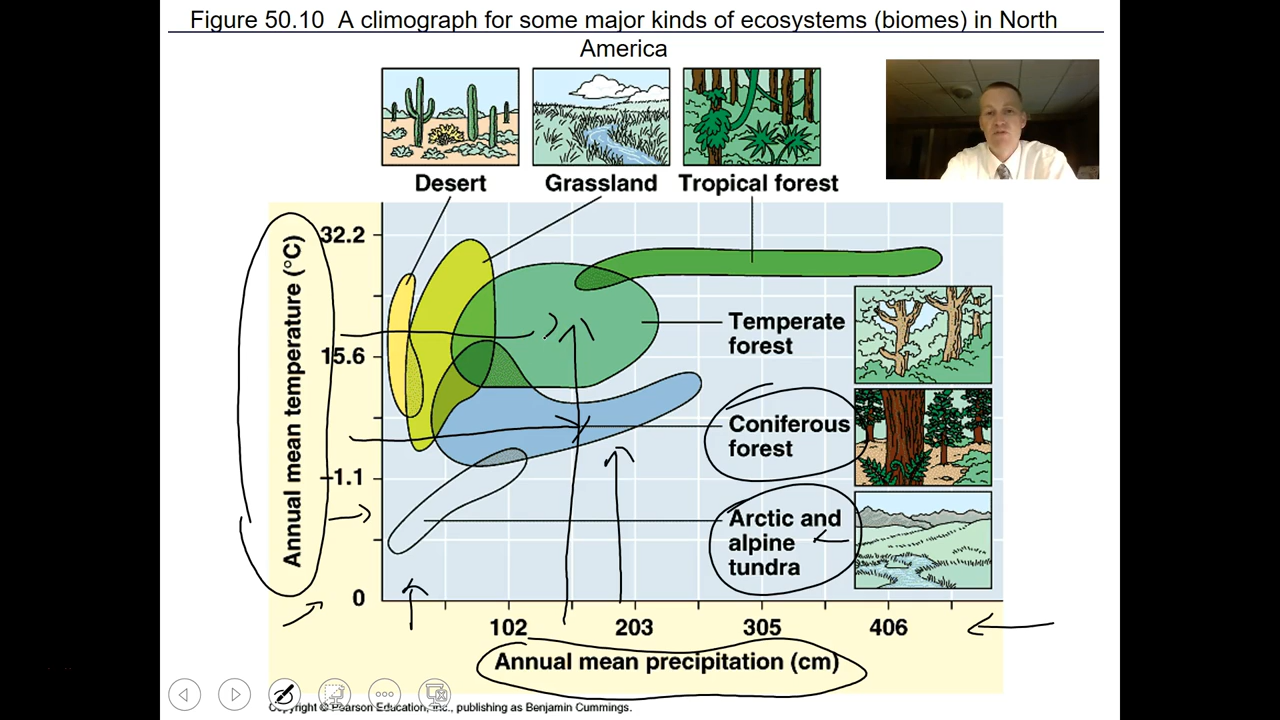 Figure 50.10 A climograph for some major kinds of ecosystems (biomes) in North
America
Desert
Grassland
Tropical forest
Annual mean temperature (°C)
32.2
15.6
–1.1
0
Temperate
forest
Coniferous
forest
Arctic and
alpine
tundra
102
203
305
406
Annual mean precipitation (cm)
Copyright © Pearson Education, Inc., publishing as Benjamin Cummings.